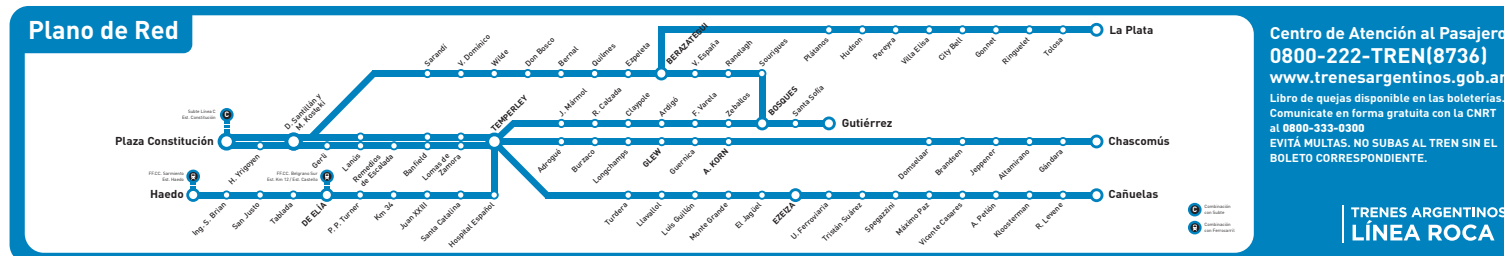 Plano de Red
Plaza Constitución
Subte Línea C
Est. Constitución
H. Yrigoyen
D. Santillán y
M. Kosteki
Gerli
Lanús
Remedios
de Escalada
Banfield
Lomas de
Zamora
TEMPERLEY
Sarandí
V. Domínico
Wilde
Don Bosco
Bernal
Quilmes
Ezpeleta
BERAZATEGUI
V. España
Ranelagh
Sourigues
Plátanos
Hudson
Pereyra
Villa Elisa
City Bell
Gonnet
Ringuelet
Tolosa
La Plata
J. Mármol
R. Calzada
Claypole
Ardigó
F. Varela
Zeballos
BOSQUES
Santa Sofía
Gutiérrez
Adrogué
Burzaco
Longchamps
GLEW
Guernica
A. KORN
Domselaar
Brandsen
Jeppener
Altamirano
Gándara
Chascomús
FF.CC. Sarmiento
Est. Haedo
Haedo
Ing. S. Brian
San Justo
Tablada
FF.CC. Belgrano Sur
Est. Km 12 / Est. Castello
DE ELÍA
P. P. Turner
Km 34
Juan XXIII
Santa Catalina
Hospital Español
Turdera
Llavallol
Luis Guillón
Monte Grande
El Jagüel
EZEIZA
U. Ferroviaria
Tristán Suárez
Spegazzini
Máximo Paz
Vicente Casares
A. Petión
Kloosterman
R. Levene
Cañuelas
C
Combinación
con Subte
Combinación
con Ferrocarril
Centro de Atención al Pasajero
0800-222-TREN(8736)
www.trenesargentinos.gob.ar
Libro de quejas disponible en las boleterías.
Comunicate en forma gratuita con la CNRT
al 0800-333-0300
EVITÁ MULTAS. NO SUBAS AL TREN SIN EL
BOLETO CORRESPONDIENTE.
TRENES ARGENTINOS
LÍNEA ROCA